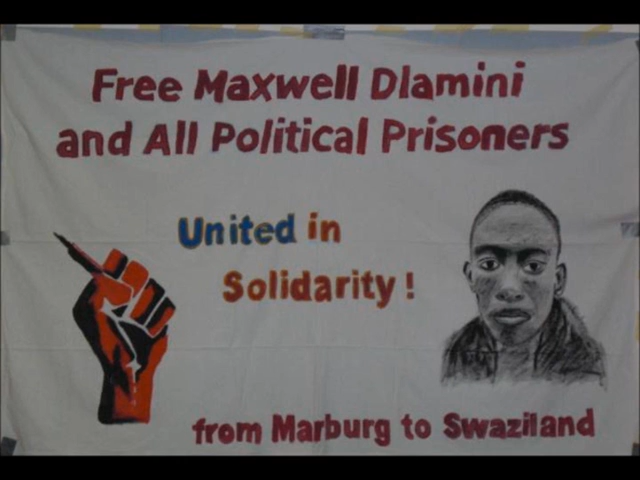 Free Maxwell Dlamini
and All Political Prisoners
United in
Solidarity!
from Marburg to Swaziland